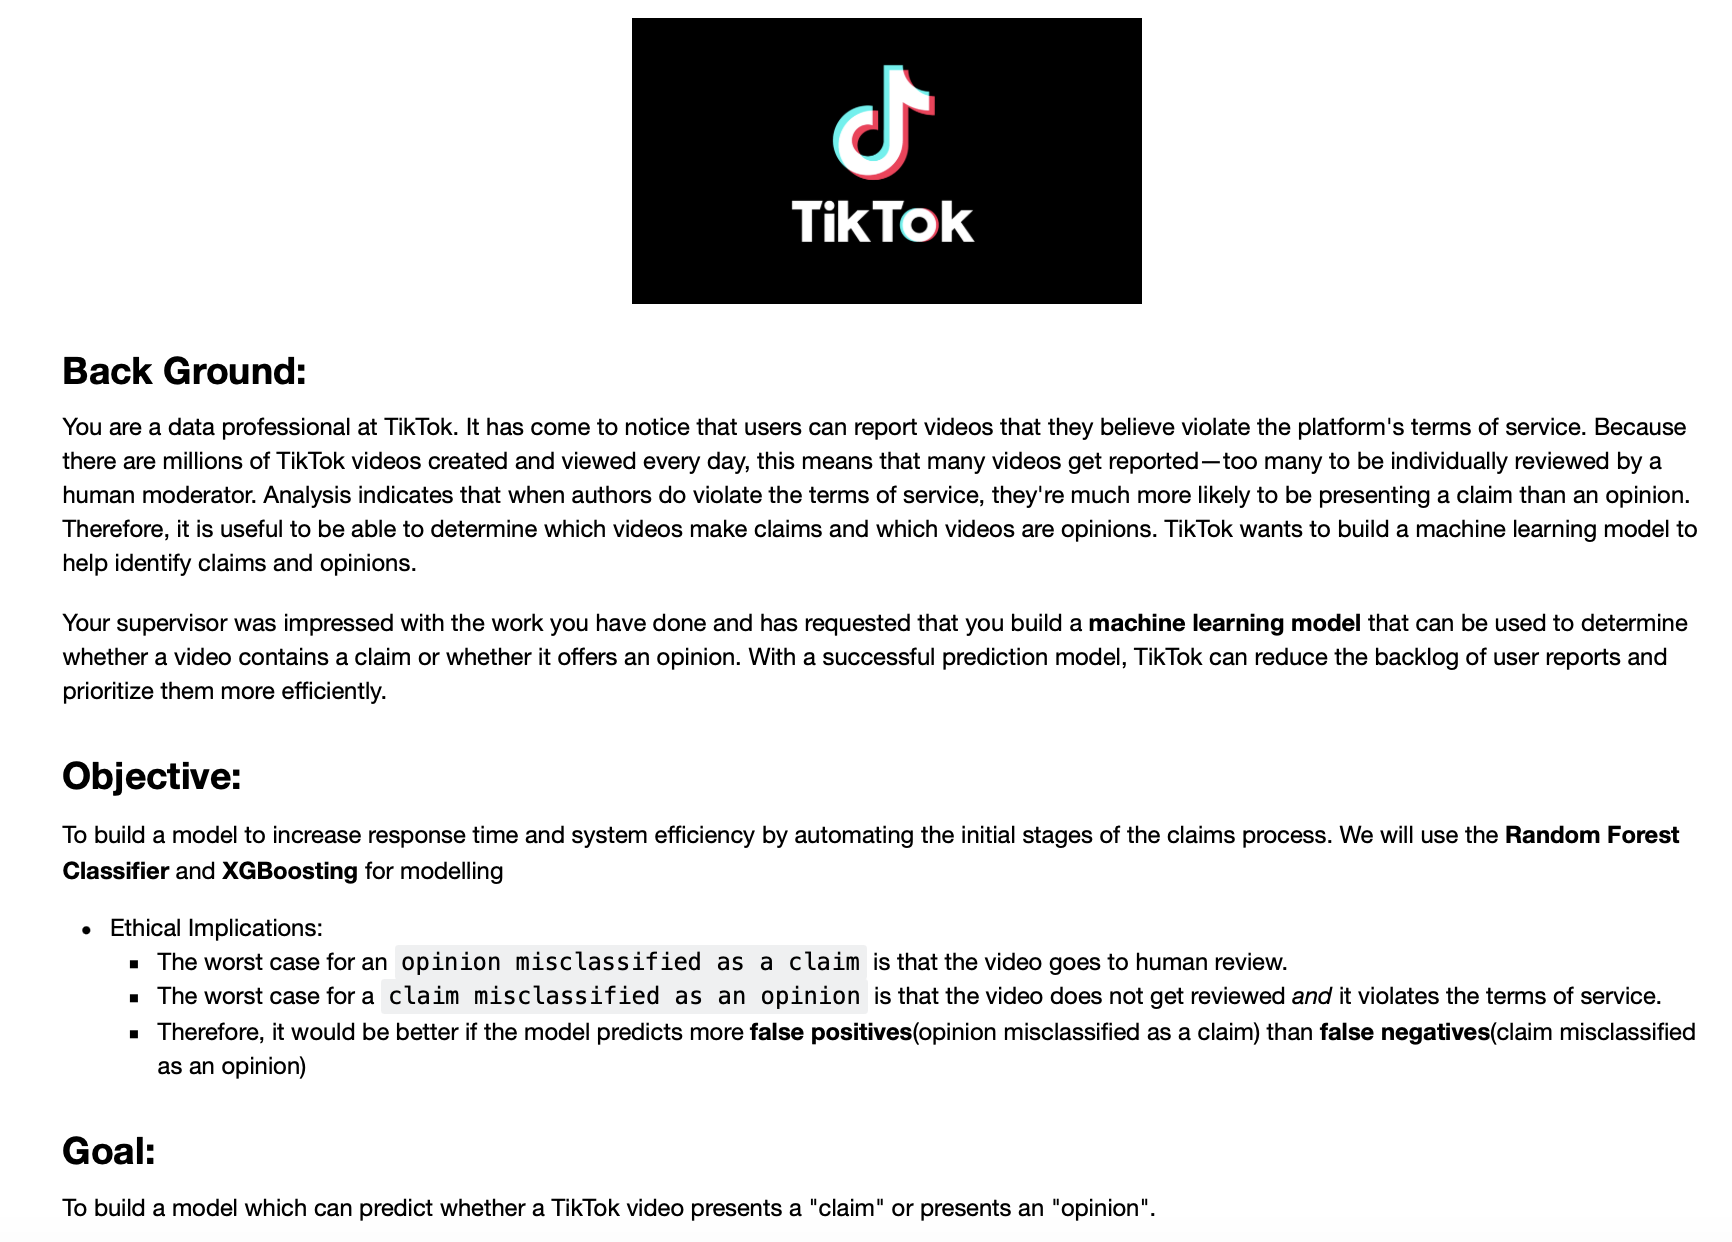 TikTok
Back Ground:
You are a data professional at TikTok. It has come to notice that users can report videos that they believe violate the platform's terms of service. Because
there are millions of TikTok videos created and viewed every day, this means that many videos get reported—too many to be individually reviewed by a
human moderator. Analysis indicates that when authors do violate the terms of service, they're much more likely to be presenting a claim than an opinion.
Therefore, it is useful to be able to determine which videos make claims and which videos are opinions. TikTok wants to build a machine learning model to
help identify claims and opinions.
Your supervisor was impressed with the work you have done and has requested that you build a machine learning model that can be used to determine
whether a video contains a claim or whether it offers an opinion. With a successful prediction model, TikTok can reduce the backlog of user reports and
prioritize them more efficiently.
Objective:
To build a model to increase response time and system efficiency by automating the initial stages of the claims process. We will use the Random Forest
Classifier and XGBoosting for modelling
• Ethical Implications:
▪ The worst case for an opinion misclassified as a claim is that the video goes to human review.
▪ The worst case for a claim misclassified as an opinion is that the video does not get reviewed and it violates the terms of service.
▪ Therefore, it would be better if the model predicts more false positives(opinion misclassified as a claim) than false negatives(claim misclassified
as an opinion)
Goal:
To build a model which can predict whether a TikTok video presents a "claim" or presents an "opinion".